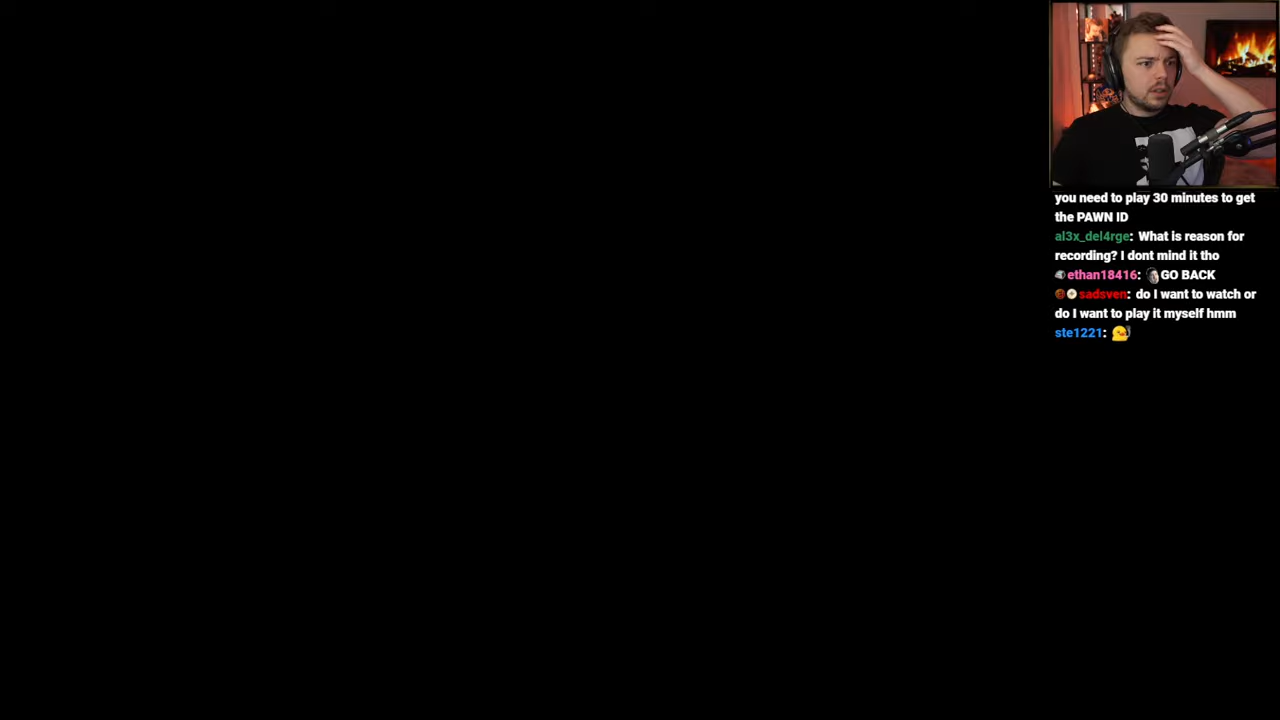 you need to play 30 minutes to get
the PAWN ID
al3x_del4rge: What is reason for
recording? I dont mind it tho
ethan18416: GO BACK
sadsven: do I want to watch or
do I want to play it myself hmm
ste1221: